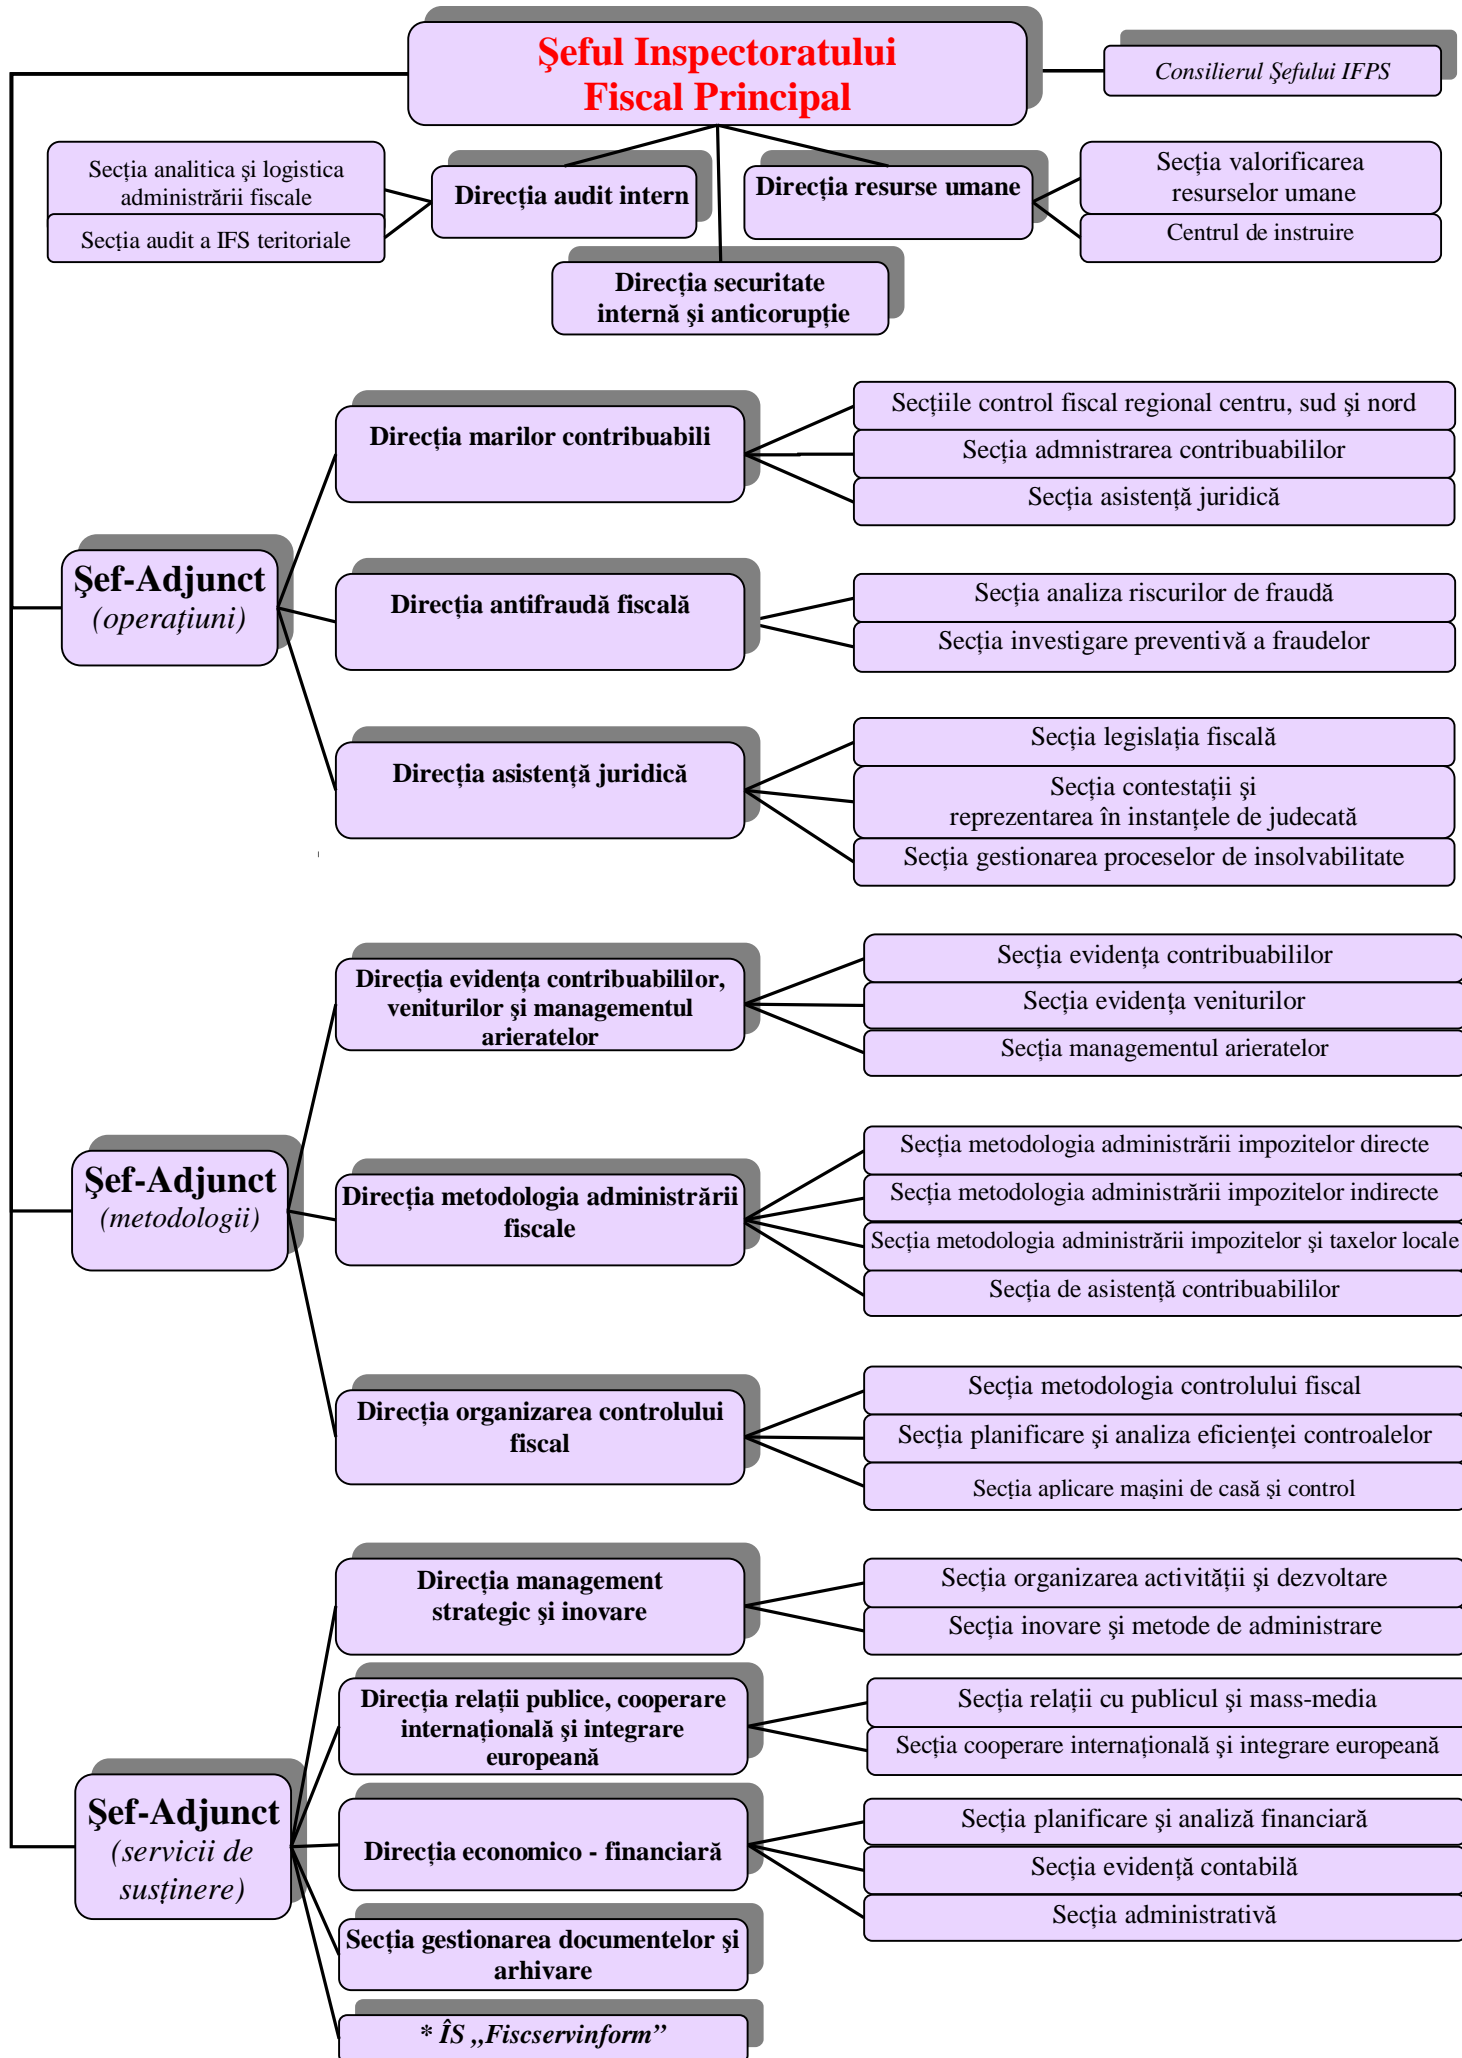 Şeful Inspectoratului
Fiscal Principal
Consilierul Şefului IFPS
Secția analitica şi logistica
administrării fiscale
Secția audit a IFS teritoriale
Direcția audit intern
Direcția resurse umane
Secția valorificarea
resurselor umane
Centrul de instruire
Direcția securitate
internă şi anticorupție
Şef-Adjunct
(operațiuni)
Direcția marilor contribuabili
Secțiile control fiscal regional centru, sud şi nord
Secția admnistrarea contribuabililor
Secția asistență juridică
Direcția antifraudă fiscală
Secția analiza riscurilor de fraudă
Secția investigare preventivă a fraudelor
Direcția asistență juridică
Secția legislația fiscală
Secția contestații şi
reprezentarea în instanțele de judecată
Secția gestionarea proceselor de insolvabilitate
Şef-Adjunct
(metodologii)
Direcția evidența contribuabililor,
veniturilor şi managementul
arieratelor
Secția evidența contribuabililor
Secția evidența veniturilor
Secția managementul arieratelor
Direcția metodologia administrării
fiscale
Secția metodologia administrării impozitelor directe
Secția metodologia administrării impozitelor indirecte
Secția metodologia administrării impozitelor şi taxelor locale
Secția de asistență contribuabililor
Direcția organizarea controlului
fiscal
Secția metodologia controlului fiscal
Secția planificare şi analiza eficienței controalelor
Secția aplicare maşini de casă şi control
Şef-Adjunct
(servicii de
susținere)
Direcția management
strategic şi inovare
Secția organizarea activității şi dezvoltare
Secția inovare şi metode de administrare
Direcția relații publice, cooperare
internațională şi integrare
europeană
Secția relații cu publicul şi mass-media
Secția cooperare internațională şi integrare europeană
Direcția economico - financiară
Secția planificare şi analiză financiară
Secția evidență contabilă
Secția administrativă
Secția gestionarea documentelor şi
arhivare
* ÎS „Fiscservinform”